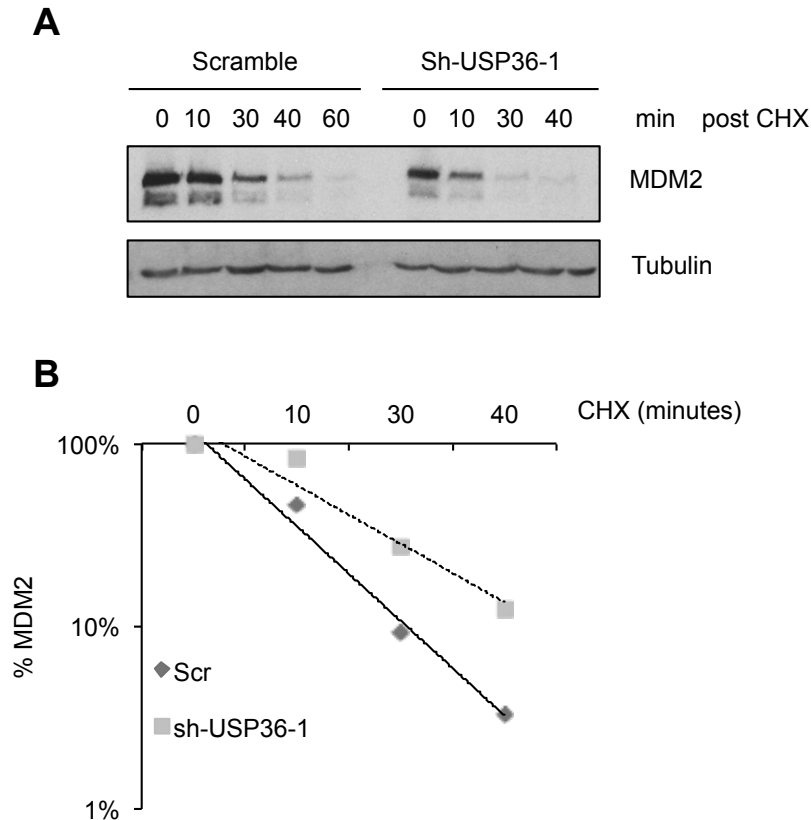 A
Scramble Sh-USP36-1
0 10 30 40 60 0 10 30 40 min post CHX
MDM2
Tubulin
B
0 10 30 40 CHX (minutes)
100%
10%
1%
% MDM2
Scr
sh-USP36-1